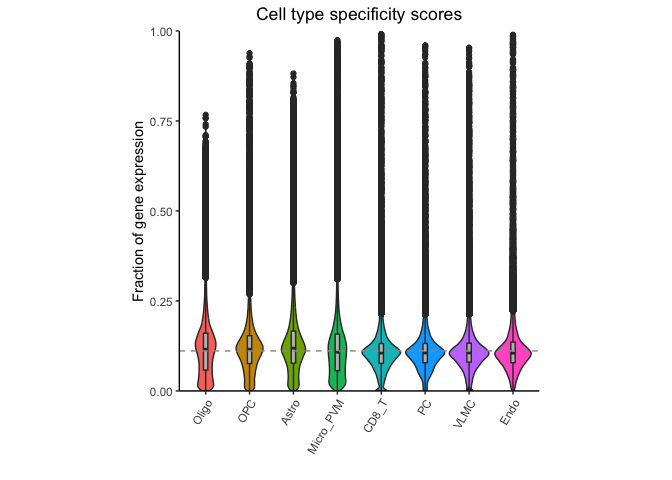 Cell type specificity scores
Fraction of gene expression
1.00
0.75
0.50
0.25
0.00
Oligo
OPC
Astro
Micro_PVM
CD8_T
PC
VLMC
Endo